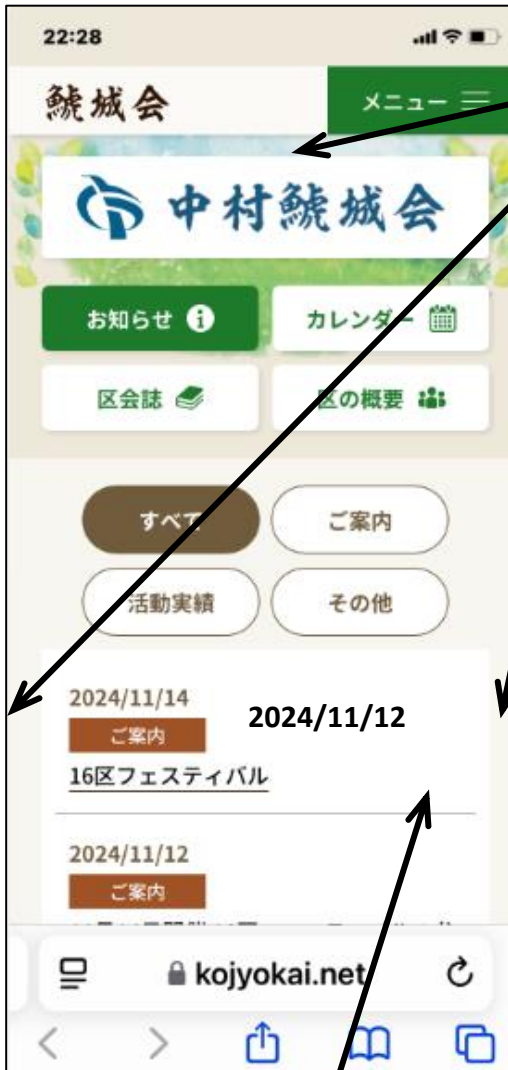 22:28
鯱城会
メニュー
中村鯱城会
お知らせ
カレンダー
区会誌
区の概要
すべて
ご案内
活動実績
その他
2024/11/14
2024/11/12
ご案内
16区フェスティバル
2024/11/12
ご案内
kojyokai.net